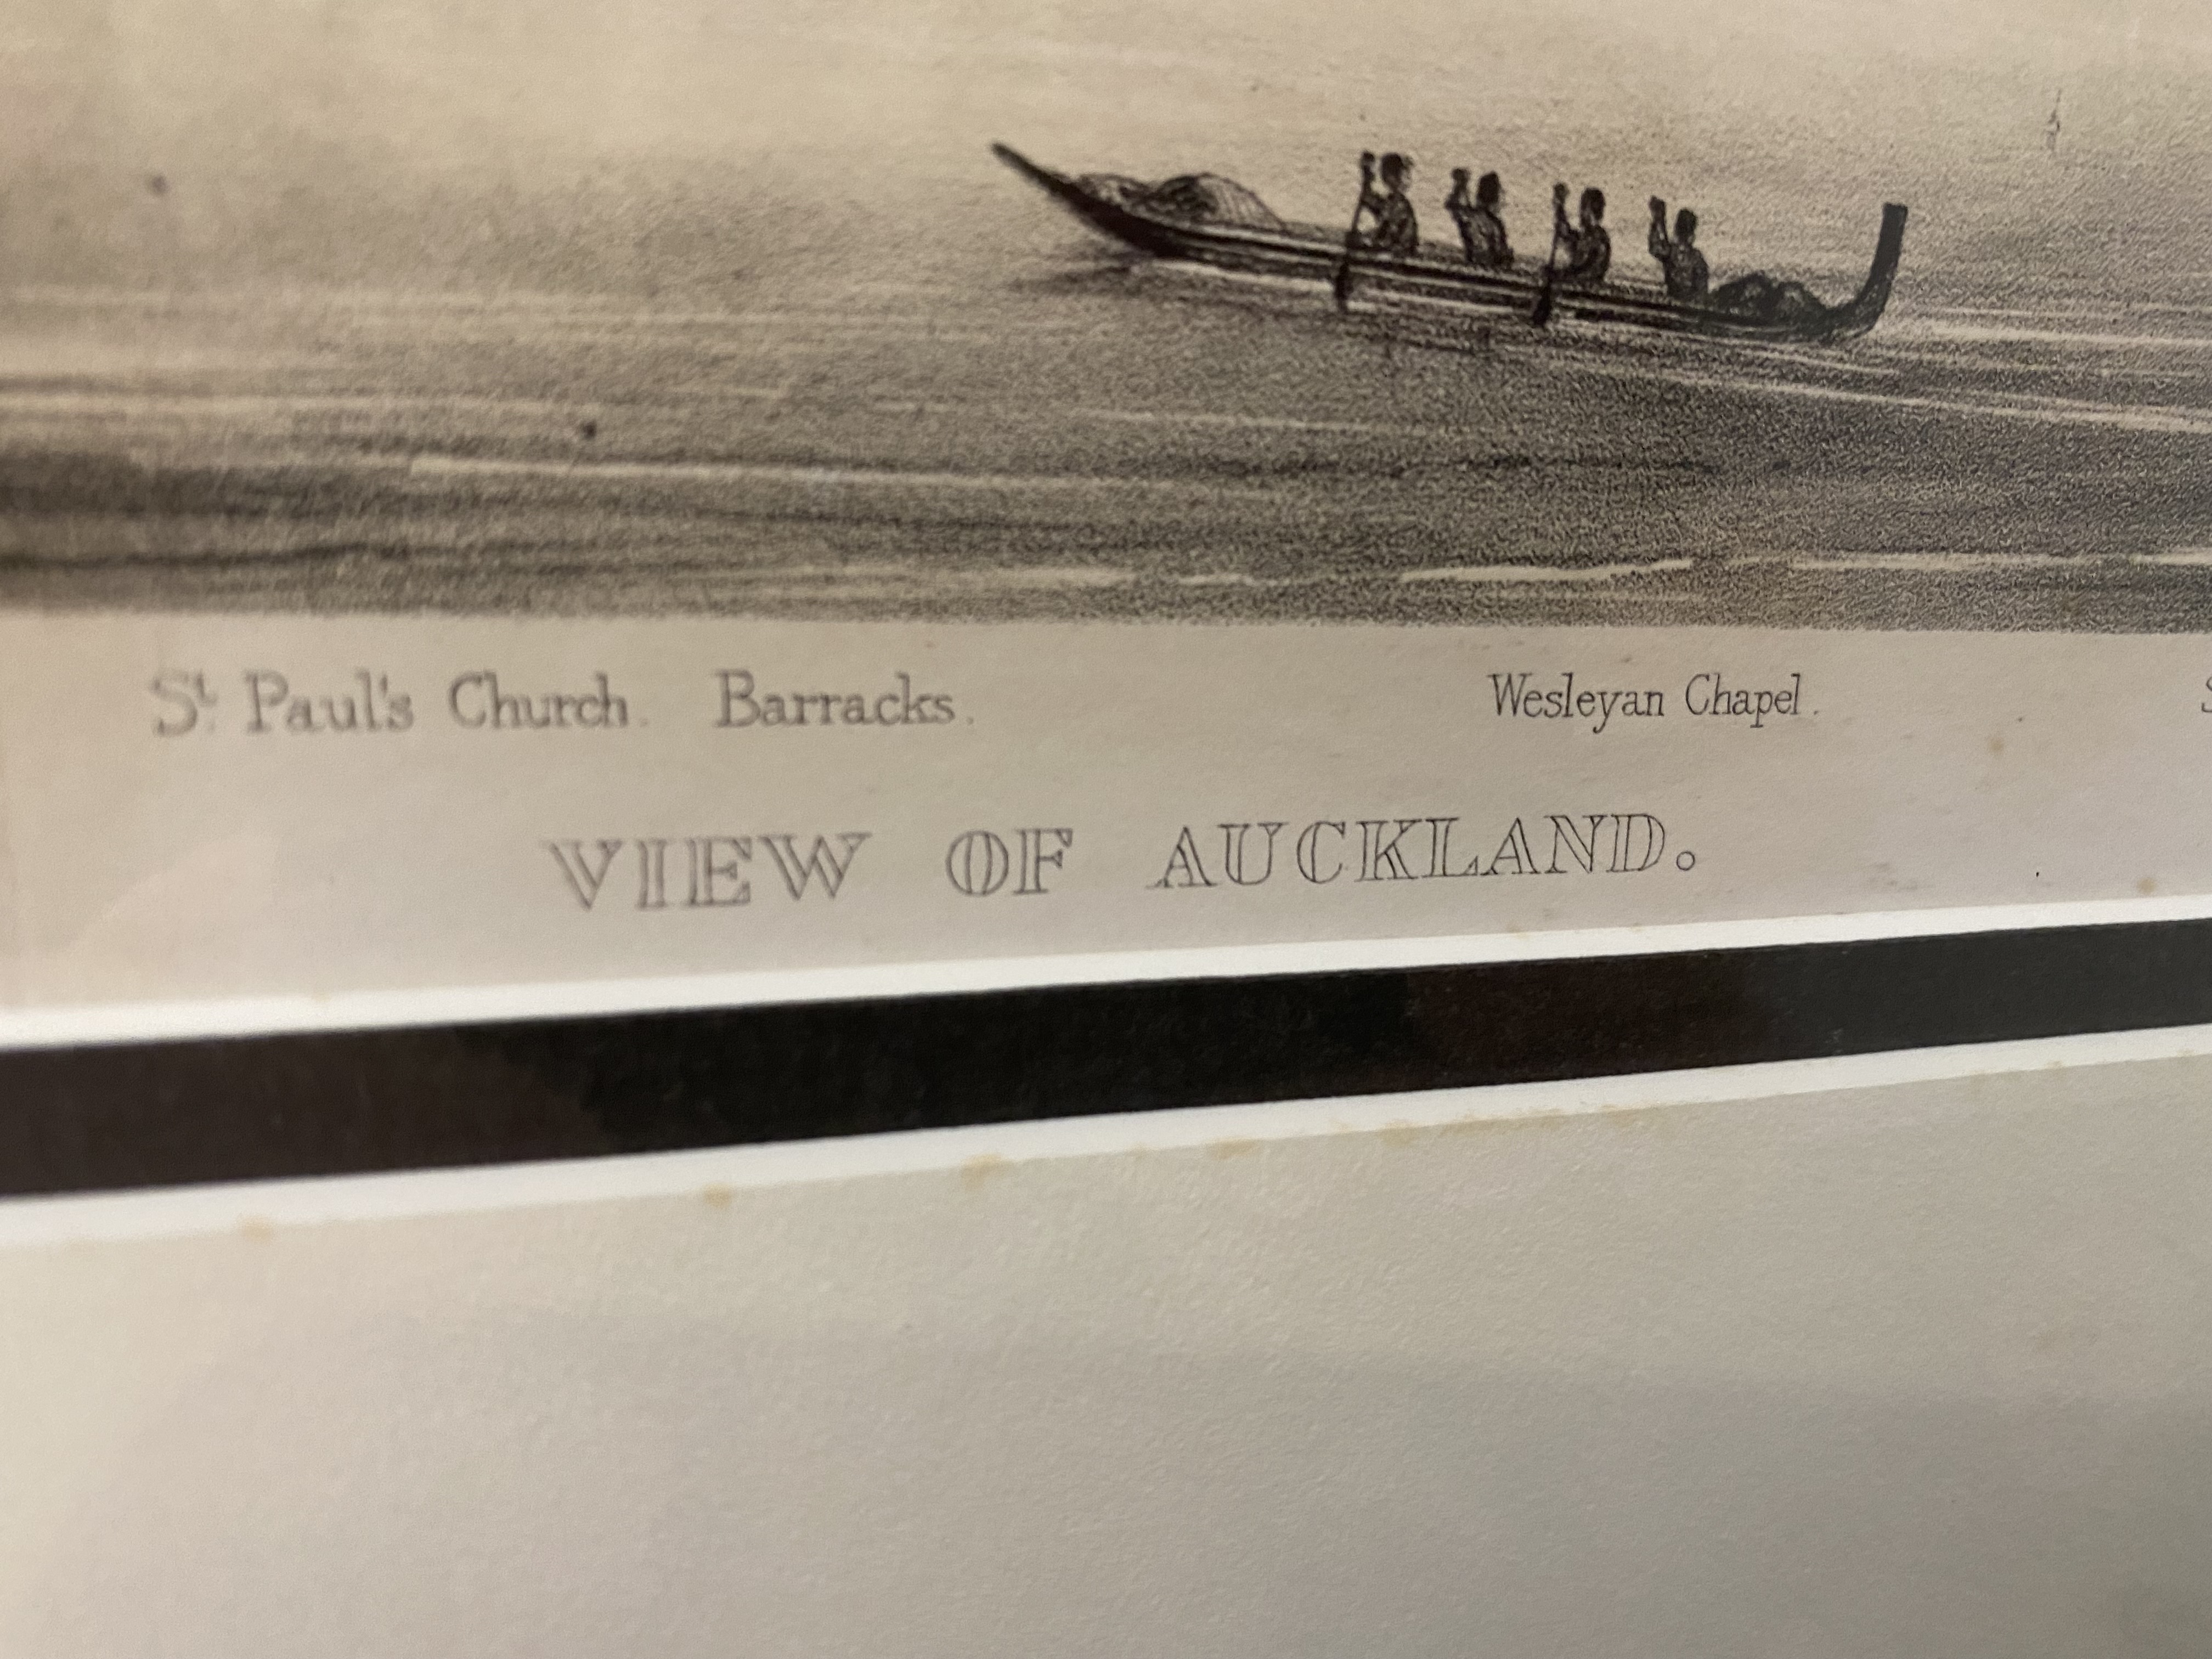 St. Paul's Church. Barracks. Wesleyan Chapel.
VIEW OF AUCKLAND.